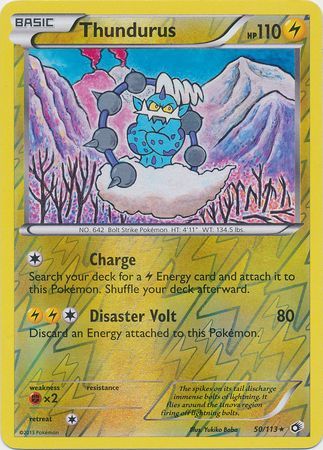 BASIC
Thundurus
HP110
NO. 642 Bolt Strike Pokémon. HT: 4'11" WT: 134.5 lbs.
Charge
Search your deck for a Energy card and attach it to
this Pokémon. Shuffle your deck afterward.
Disaster Volt 80
Discard an Energy attached to this Pokémon.
weakness resistance
×2
retreat
The spikes on its tail discharge
immense bolts of lightning. It
flies around the Unova region
firing off lightning bolts.
©2013 Pokémon
Illus. Yukiko Baba
50/113★